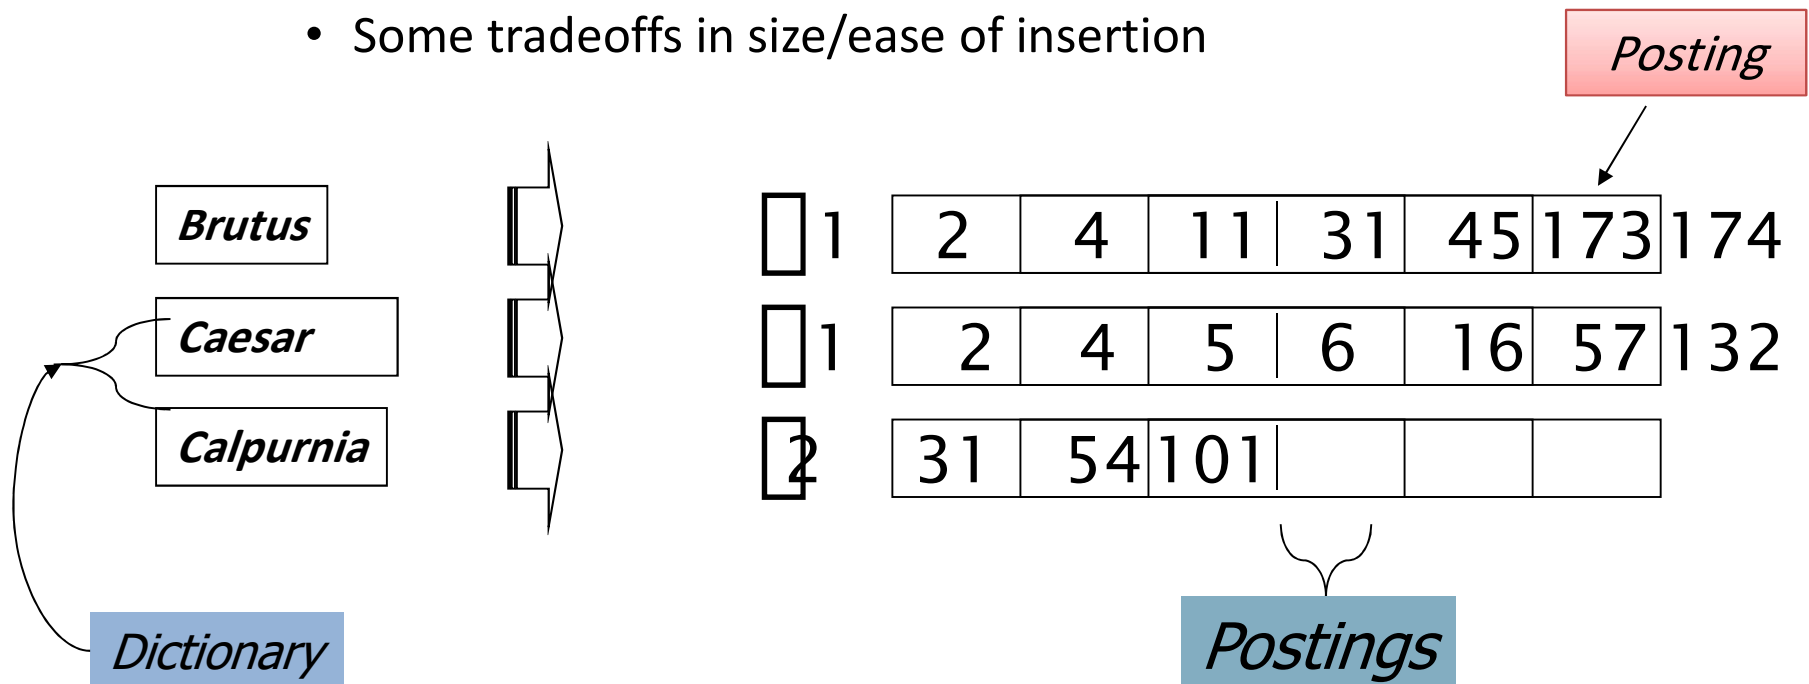 • Some tradeoffs in size/ease of insertion
Posting
Brutus 1 2 4 11 31 45 173 174
Caesar 1 2 4 5 6 16 57 132
Calpurnia 2 31 54 101
Dictionary
Postings